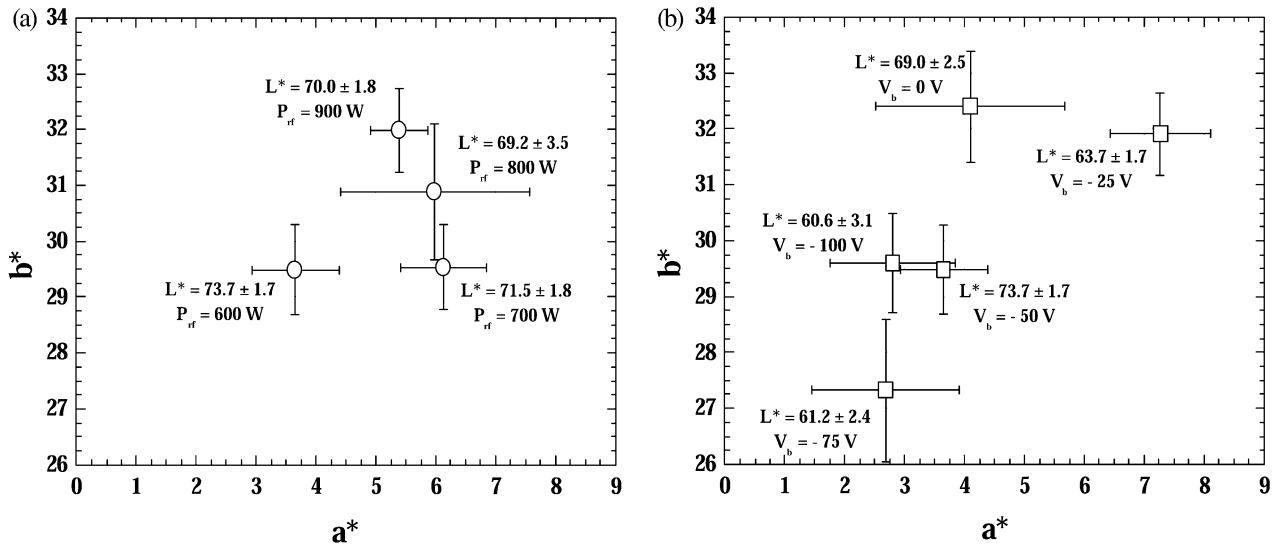 (a)
34
33
32
31
30
29
28
27
26
b*
0 1 2 3 4 5 6 7 8 9
a*
L* = 70.0 ± 1.8
P_rf = 900 W
L* = 69.2 ± 3.5
P_rf = 800 W
L* = 73.7 ± 1.7
P_rf = 600 W
L* = 71.5 ± 1.8
P_rf = 700 W
(b)
34
33
32
31
30
29
28
27
26
b*
0 1 2 3 4 5 6 7 8 9
a*
L* = 69.0 ± 2.5
V_b = 0 V
L* = 63.7 ± 1.7
V_b = - 25 V
L* = 60.6 ± 3.1
V_b = - 100 V
L* = 73.7 ± 1.7
V_b = - 50 V
L* = 61.2 ± 2.4
V_b = - 75 V